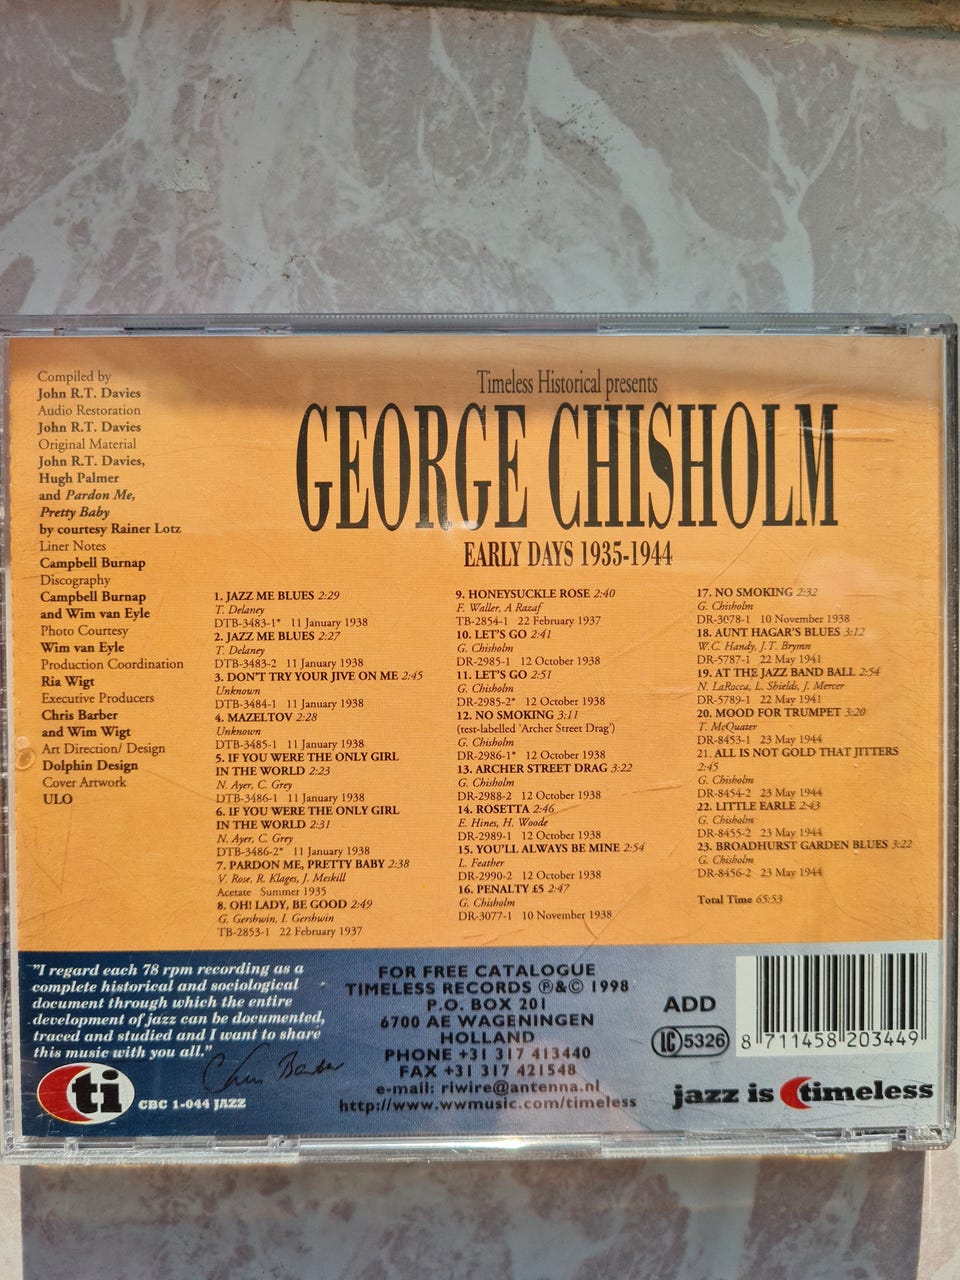 Compiled by
John R.T. Davies
Audio Restoration
John R.T. Davies
Original Material
John R.T. Davies,
Hugh Palmer
and Pardon Me,
Pretty Baby
by courtesy Rainer Lotz
Liner Notes
Campbell Burnap
Discography
Campbell Burnap
and Wim van Eyle
Photo Courtesy
Wim van Eyle
Production Coordination
Ria Wigt
Executive Producers
Chris Barber
and Wim Wigt
Art Direction/ Design
Dolphin Design
Cover Artwork
ULO
Timeless Historical presents
GEORGE CHISHOLM
EARLY DAYS 1935-1944
1. JAZZ ME BLUES 2:29
T. Delaney
DTB-3483-1* 11 January 1938
2. JAZZ ME BLUES 2:27
T. Delaney
DTB-3483-2 11 January 1938
3. DON'T TRY YOUR JIVE ON ME 2:45
Unknown
DTB-3484-1 11 January 1938
4. MAZELTOV 2:28
Unknown
DTB-3485-1 11 January 1938
5. IF YOU WERE THE ONLY GIRL
IN THE WORLD 2:23
N. Ayer, C. Grey
DTB-3486-1 11 January 1938
6. IF YOU WERE THE ONLY GIRL
IN THE WORLD 2:31
N. Ayer, C. Grey
DTB-3486-2* 11 January 1938
7. PARDON ME, PRETTY BABY 2:38
V. Rose, R. Klages, J. Meskill
Acetate Summer 1935
8. OH! LADY, BE GOOD 2:49
G. Gershwin, I. Gershwin
TB-2853-1 22 February 1937
9. HONEYSUCKLE ROSE 2:40
F. Waller, A Razaf
TB-2854-1 22 February 1937
10. LET'S GO 2:41
G. Chisholm
DR-2985-1 12 October 1938
11. LET'S GO 2:51
G. Chisholm
DR-2985-2* 12 October 1938
12. NO SMOKING 3:11
(test-labelled 'Archer Street Drag')
G. Chisholm
DR-2986-1* 12 October 1938
13. ARCHER STREET DRAG 3:22
G. Chisholm
DR-2988-2 12 October 1938
14. ROSETTA 2:46
E. Hines, H. Woode
DR-2989-1 12 October 1938
15. YOU'LL ALWAYS BE MINE 2:54
L. Feather
DR-2990-2 12 October 1938
16. PENALTY £5 2:47
G. Chisholm
DR-3077-1 10 November 1938
17. NO SMOKING 2:32
G. Chisholm
DR-3078-1 10 November 1938
18. AUNT HAGAR'S BLUES 3:12
W.C. Handy, J.T. Brymn
DR-5787-1 22 May 1941
19. AT THE JAZZ BAND BALL 2:54
N. LaRocca, L. Shields, J. Mercer
DR-5789-1 22 May 1941
20. MOOD FOR TRUMPET 3:20
T. McQuater
DR-8453-1 23 May 1944
21. ALL IS NOT GOLD THAT JITTERS
2:45
G. Chisholm
DR-8454-2 23 May 1944
22. LITTLE EARLE 2:43
G. Chisholm
DR-8455-2 23 May 1944
23. BROADHURST GARDEN BLUES 3:22
G. Chisholm
DR-8456-2 23 May 1944
Total Time 65:53
"I regard each 78 rpm recording as a
complete historical and sociological
document through which the entire
development of jazz can be documented,
traced and studied and I want to share
this music with you all."
Chris Barber
ti
CBC 1-044 JAZZ
FOR FREE CATALOGUE
TIMELESS RECORDS ℗&© 1998
P.O. BOX 201
6700 AE WAGENINGEN
HOLLAND
PHONE +31 317 413440
FAX +31 317 421548
e-mail: riwire@antenna.nl
http://www.wwmusic.com/timeless
ADD
LC 5326
8 711458 203449
jazz is timeless